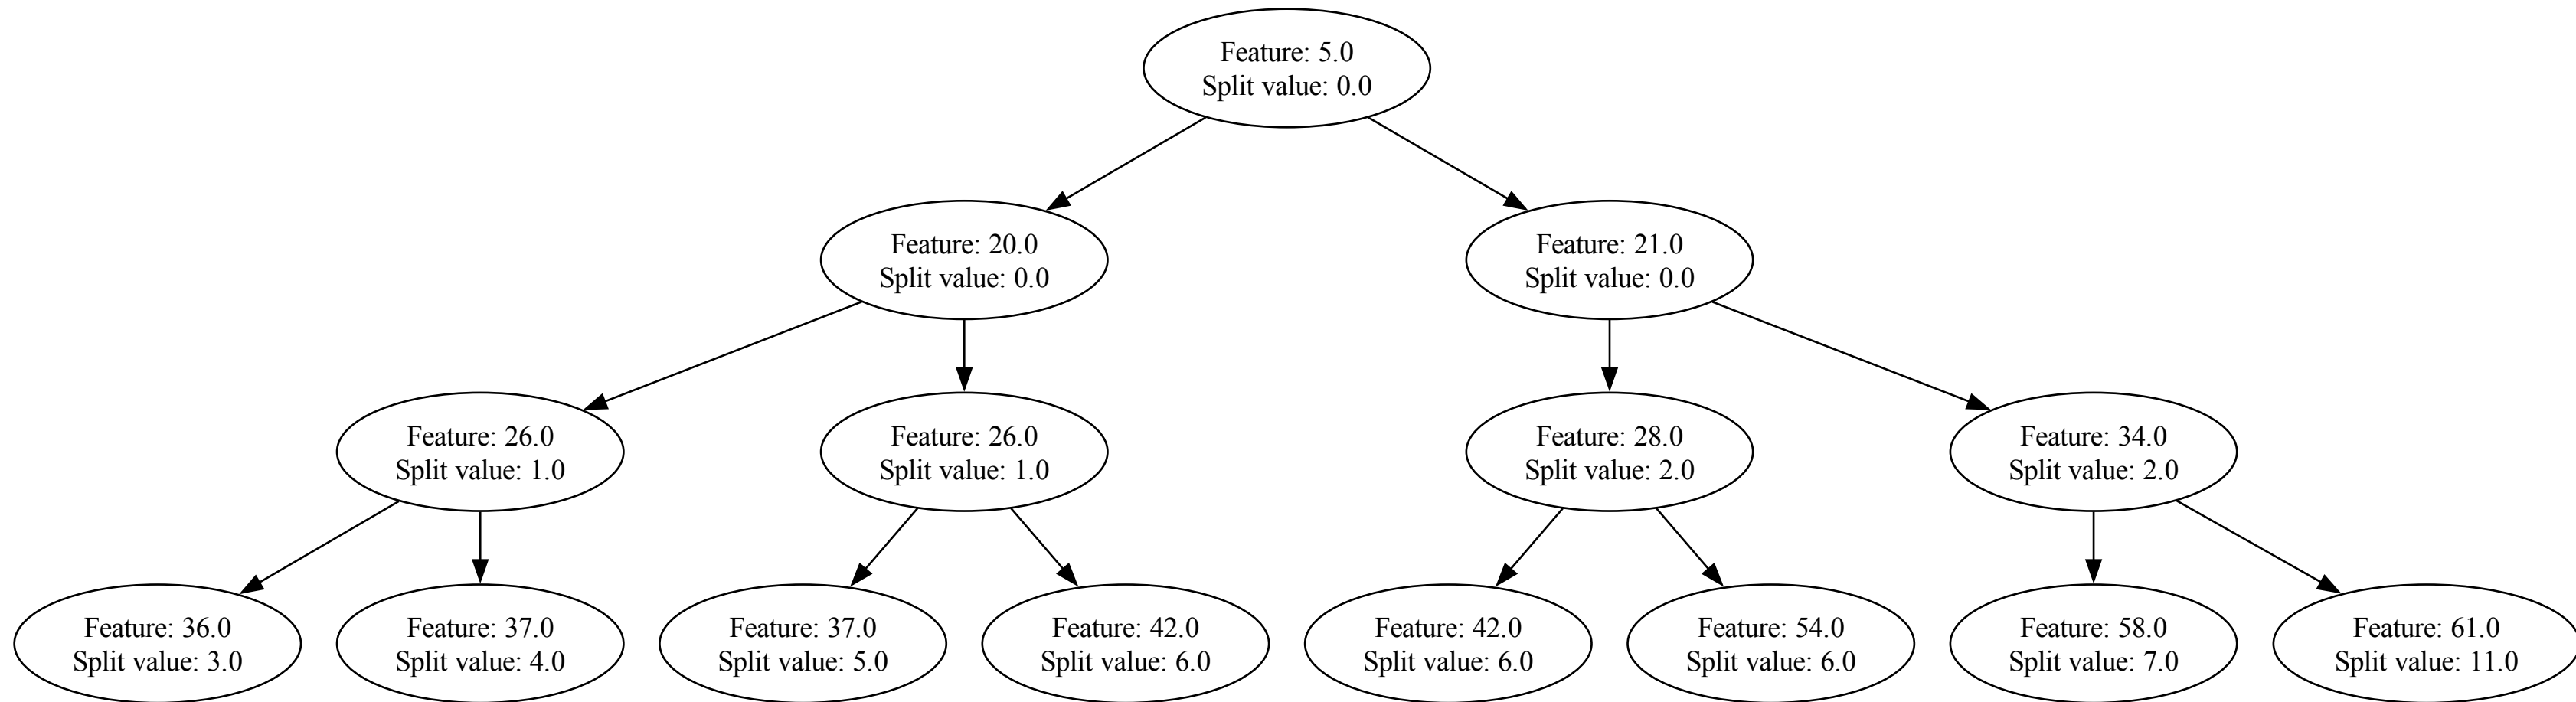 Feature: 5.0
Split value: 0.0
Feature: 20.0
Split value: 0.0
Feature: 21.0
Split value: 0.0
Feature: 26.0
Split value: 1.0
Feature: 26.0
Split value: 1.0
Feature: 28.0
Split value: 2.0
Feature: 34.0
Split value: 2.0
Feature: 36.0
Split value: 3.0
Feature: 37.0
Split value: 4.0
Feature: 37.0
Split value: 5.0
Feature: 42.0
Split value: 6.0
Feature: 42.0
Split value: 6.0
Feature: 54.0
Split value: 6.0
Feature: 58.0
Split value: 7.0
Feature: 61.0
Split value: 11.0